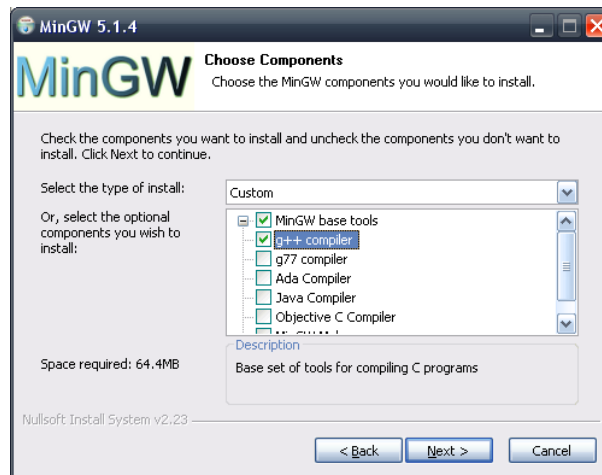 MinGW 5.1.4
MinGW
Choose Components
Choose the MinGW components you would like to install.
Check the components you want to install and uncheck the components you don't want to
install. Click Next to continue.
Select the type of install:
Custom
Or, select the optional
components you wish to
install:
MinGW base tools
g++ compiler
g77 compiler
Ada Compiler
Java Compiler
Objective C Compiler
Space required: 64.4MB
Description
Base set of tools for compiling C programs
Nullsoft Install System v2.23
< Back
Next >
Cancel